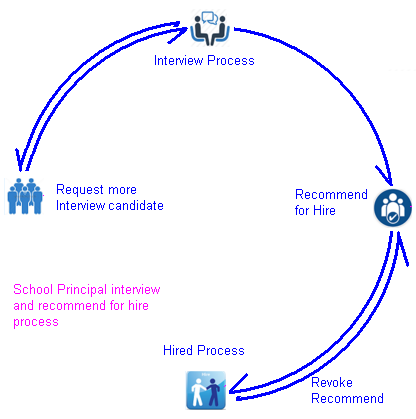 Interview Process
Request more
Interview candidate
Recommend
for Hire
School Principal interview
and recommend for hire
process
Hired Process
Revoke
Recommend